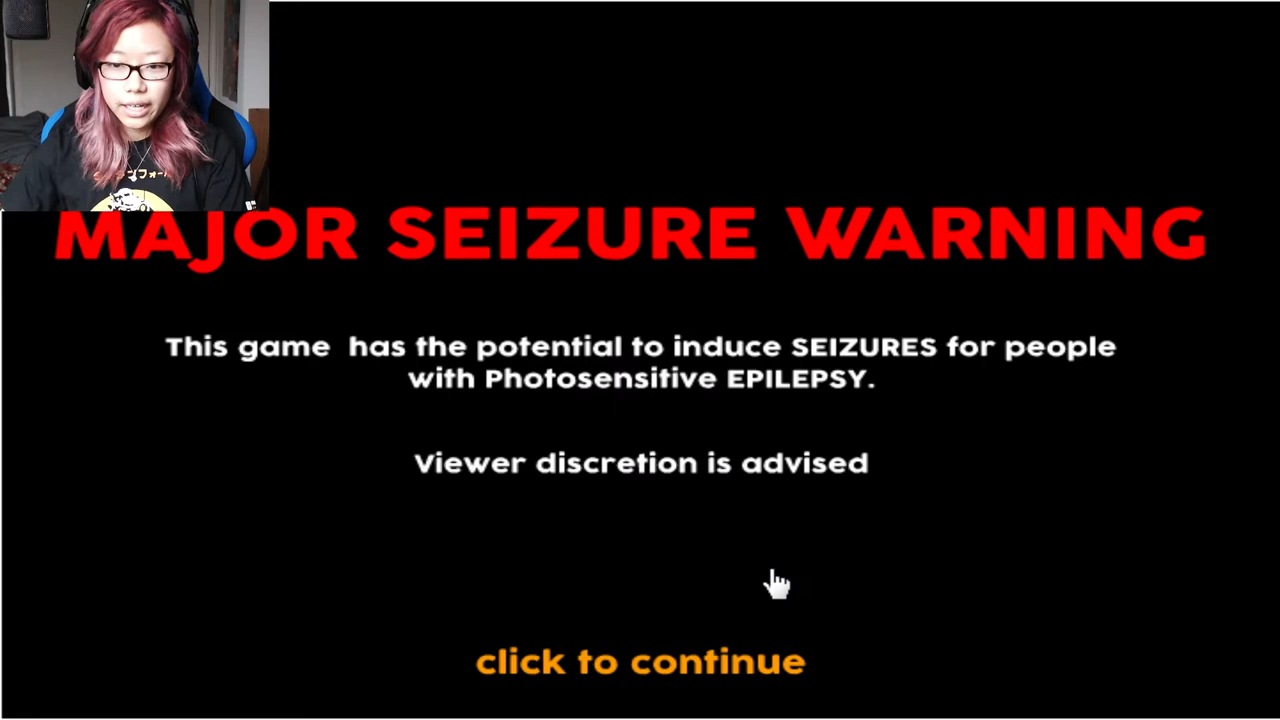 MAJOR SEIZURE WARNING
This game has the potential to induce SEIZURES for people
with Photosensitive EPILEPSY.
Viewer discretion is advised
click to continue